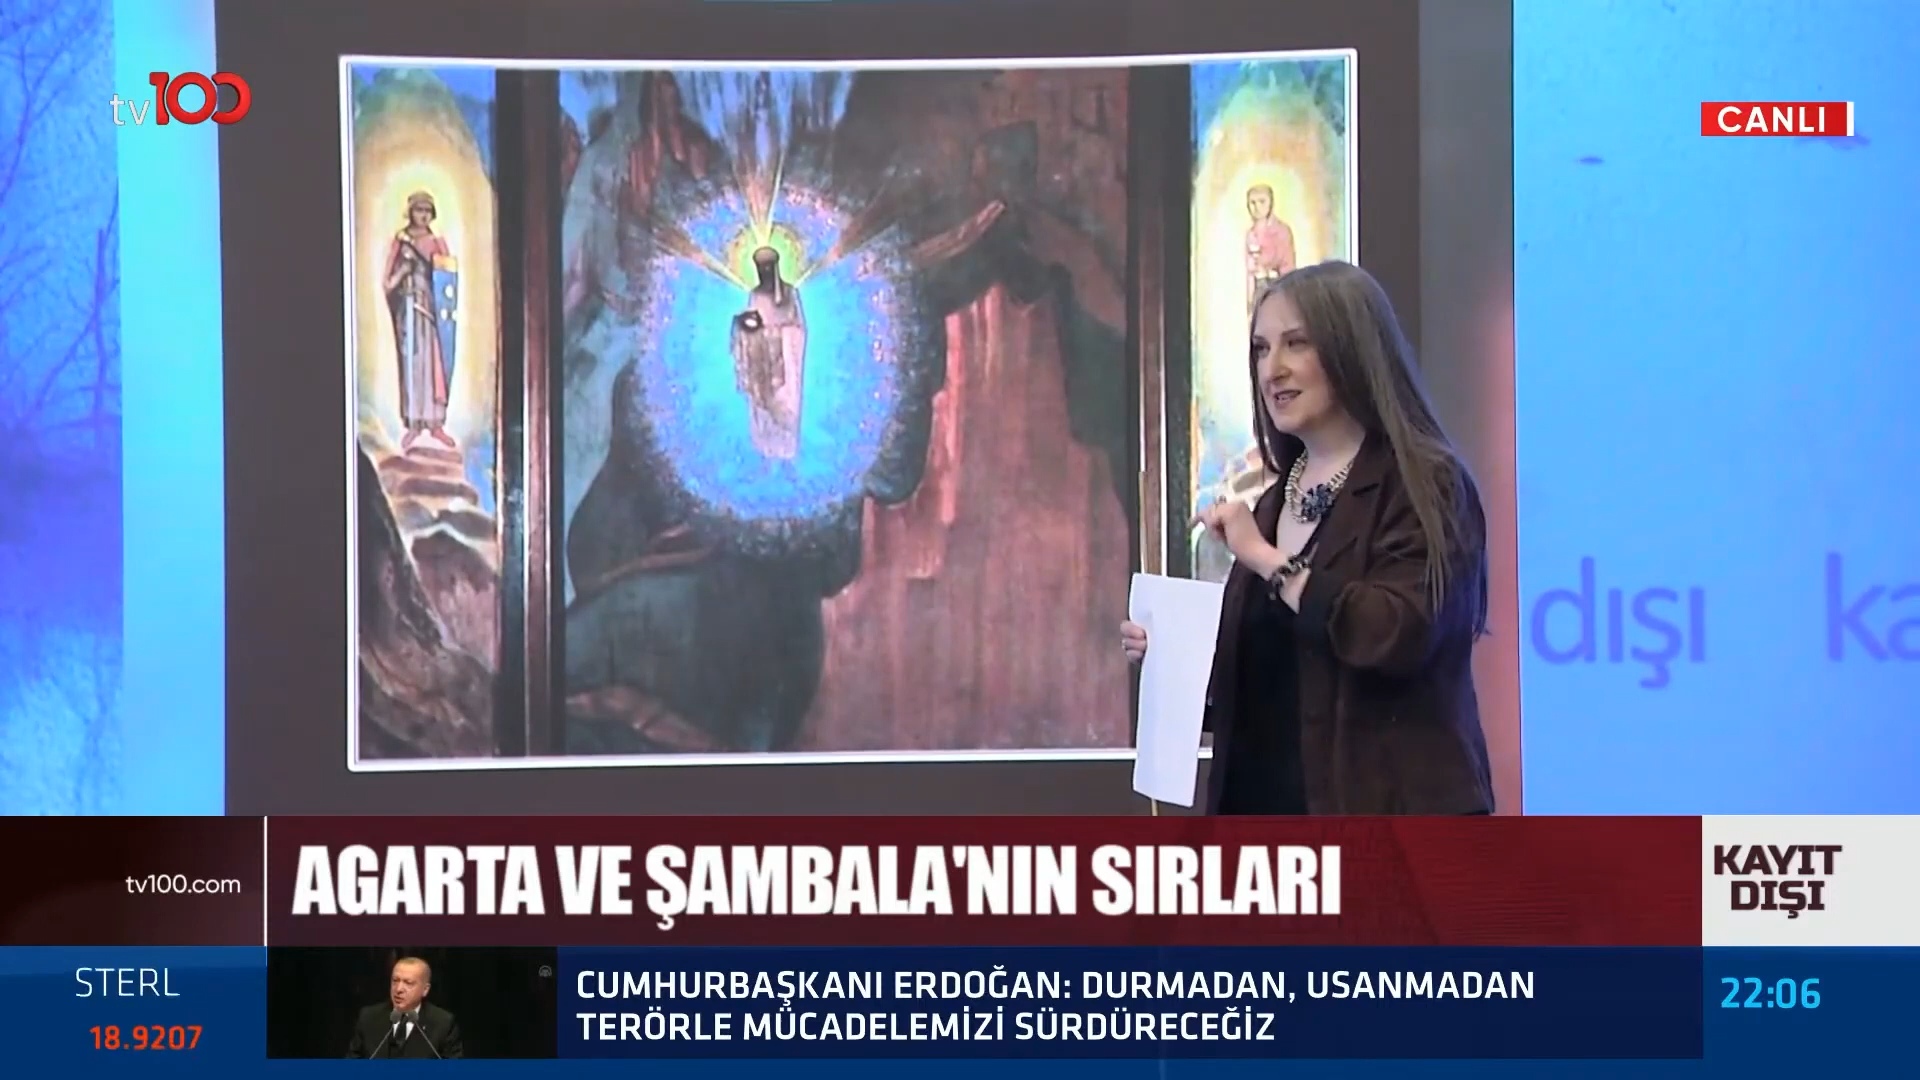 tv100
CANLI
dışı ka
tv100.com
AGARTA VE ŞAMBALA'NIN SIRLARI
KAYIT
DIŞI
STERL
18.9207
CUMHURBAŞKANI ERDOĞAN: DURMADAN, USANMADAN
TERÖRLE MÜCADELEMİZİ SÜRDÜRECEĞİZ
22:06